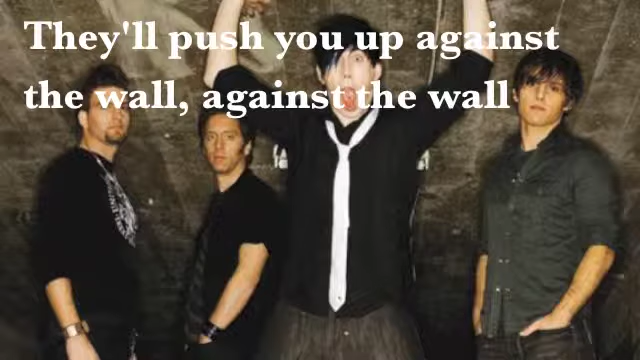 They'll push you up against
the wall, against the wall